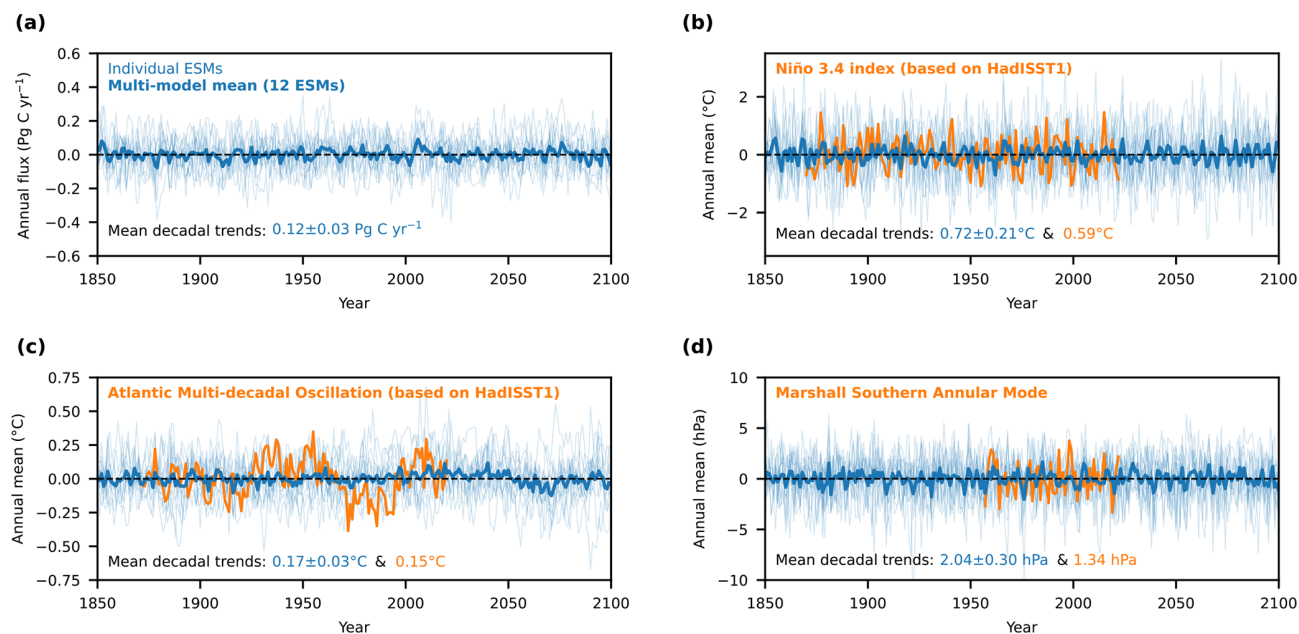 (a)
0.6
0.4
0.2
0.0
−0.2
−0.4
−0.6
Annual flux (Pg C yr⁻¹)
Individual ESMs
Multi-model mean (12 ESMs)
Mean decadal trends: 0.12±0.03 Pg C yr⁻¹
1850 1900 1950 2000 2050 2100
Year
(b)
2
0
−2
Annual mean (°C)
Niño 3.4 index (based on HadISST1)
Mean decadal trends: 0.72±0.21°C & 0.59°C
1850 1900 1950 2000 2050 2100
Year
(c)
0.75
0.50
0.25
0.00
−0.25
−0.50
−0.75
Annual mean (°C)
Atlantic Multi-decadal Oscillation (based on HadISST1)
Mean decadal trends: 0.17±0.03°C & 0.15°C
1850 1900 1950 2000 2050 2100
Year
(d)
10
5
0
−5
−10
Annual mean (hPa)
Marshall Southern Annular Mode
Mean decadal trends: 2.04±0.30 hPa & 1.34 hPa
1850 1900 1950 2000 2050 2100
Year